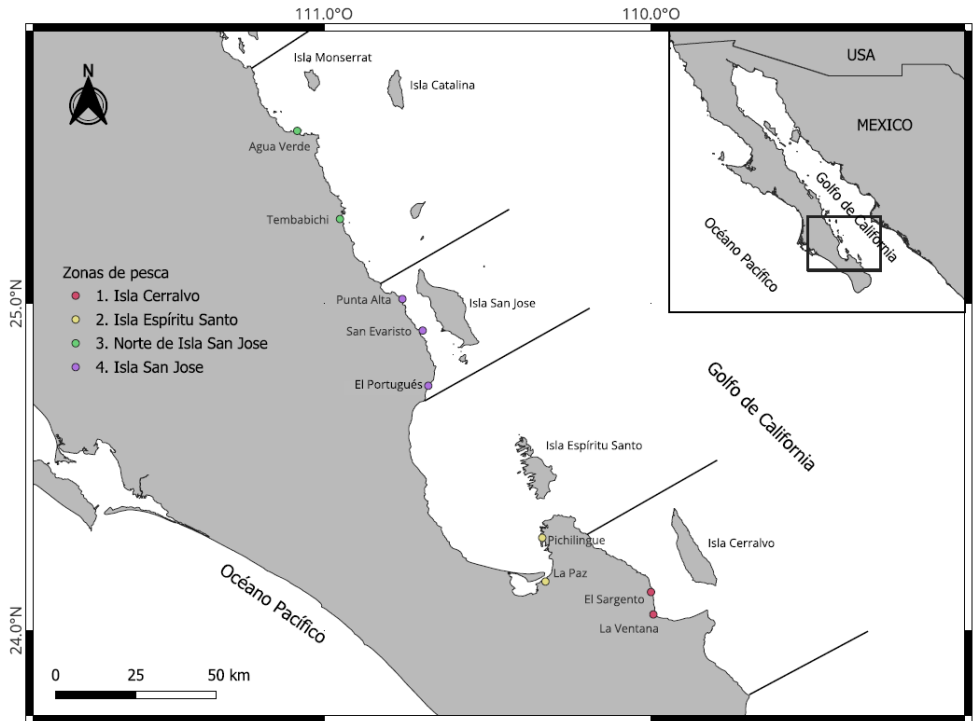 111.0°O
110.0°O
N
Isla Monserrat
Isla Catalina
Agua Verde
Tembabichi
USA
MEXICO
Golfo de California
Océano Pacífico
Zonas de pesca
1. Isla Cerralvo
2. Isla Espíritu Santo
3. Norte de Isla San Jose
4. Isla San Jose
25.0°N
Punta Alta
Isla San Jose
San Evaristo
El Portugués
Golfo de California
Isla Espíritu Santo
Pichilingue
Isla Cerralvo
La Paz
El Sargento
La Ventana
Océano Pacífico
24.0°N
0 25 50 km